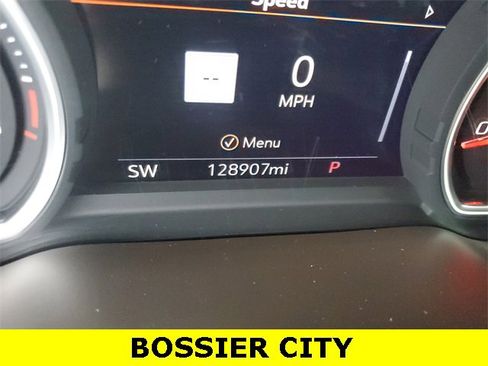 Speed
--
0
MPH
Menu
SW 128907mi P
BOSSIER CITY